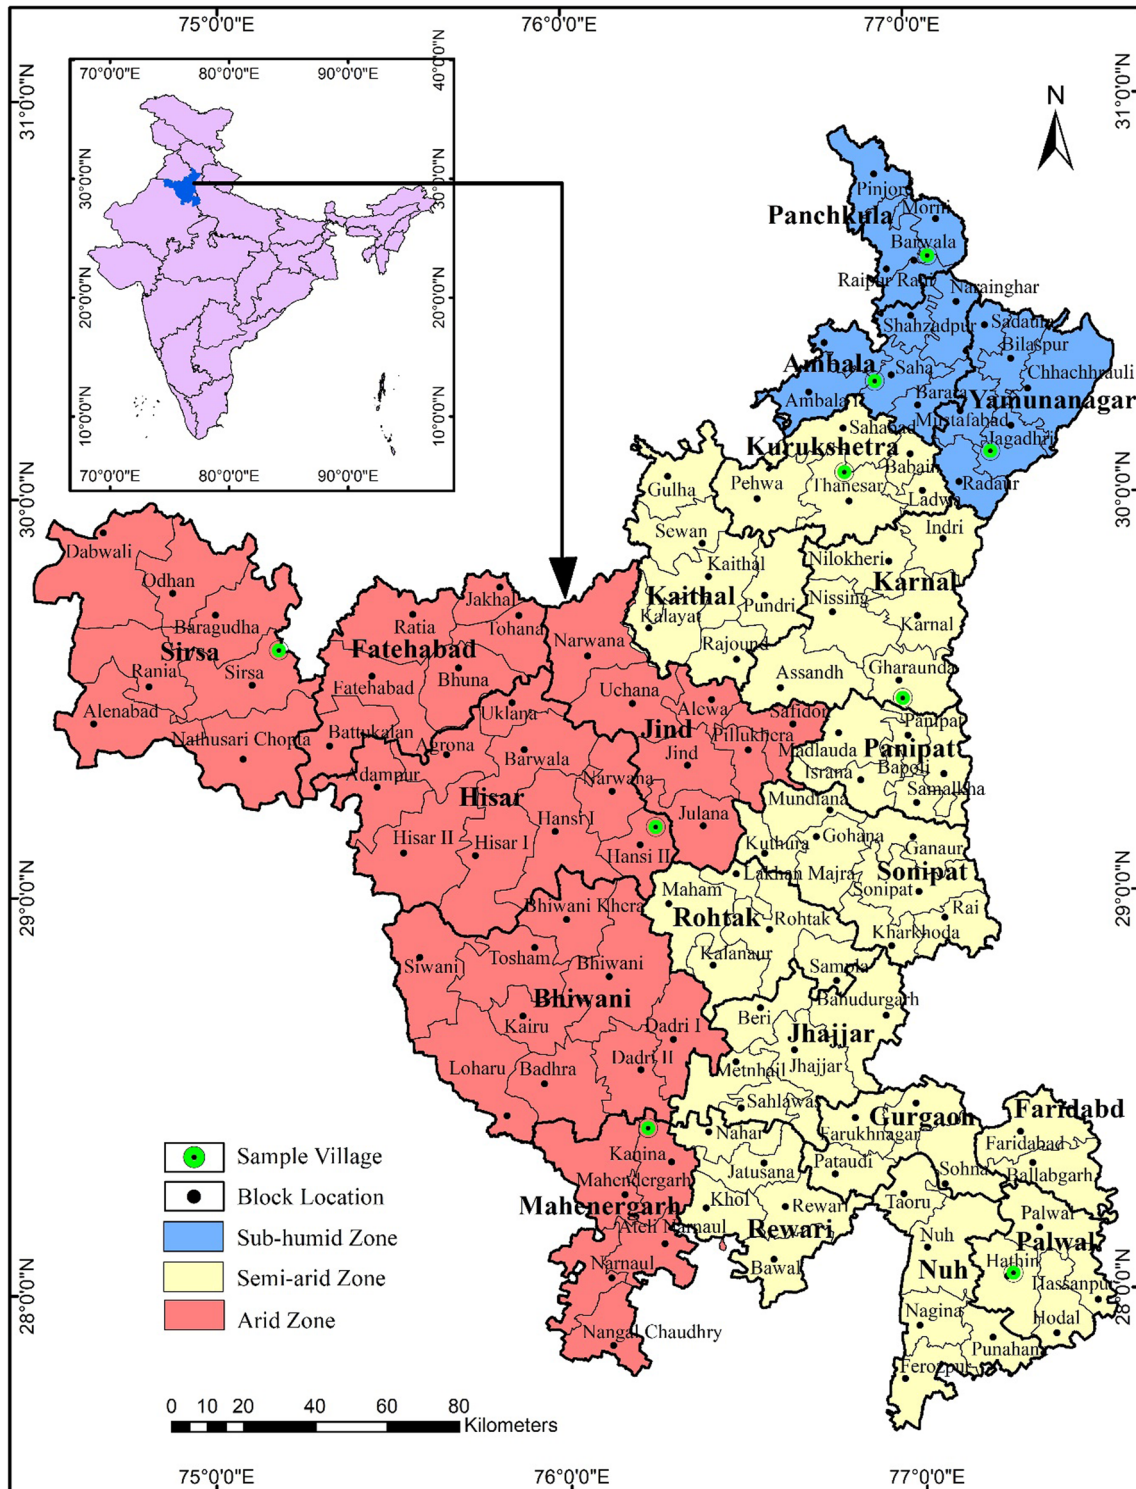 75°0'0"E 76°0'0"E 77°0'0"E
70°0'0"E 80°0'0"E 90°0'0"E
40°0'0"N
31°0'0"N
31°0'0"N
N
30°0'0"N
30°0'0"N
20°0'0"N
20°0'0"N
10°0'0"N
10°0'0"N
70°0'0"E 80°0'0"E 90°0'0"E
Pinjore
Morni
Panchkula
Barwala
Raipur Rani
Narainghar
Shahzadpur
Sadaura
Bilaspur
Ambala
Saha
Chhachhrauli
Ambala I
Barara
Yamunanagar
Mustafabad
Sahabad
Jagadhri
Kurukshetra
Babain
Gulha
Pehwa
Thanesar
Radaur
Ladwa
30°0'0"N
30°0'0"N
Indri
Sewan
Dabwali
Nilokheri
Kaithal
Odhan
Karnal
Kaithal
Jakhal
Pundri
Nissing
Baragudha
Ratia
Tohana
Kalayat
Karnal
Narwana
Rajound
Sirsa
Fatehabad
Gharaunda
Rania
Sirsa
Fatehabad
Bhuna
Assandh
Uchana
Alewa
Alenabad
Uklana
Safidon
Panipat
Nathusari Chopta
Battukalan
Jind
Pillukhera
Agrona
Barwala
Jind
Madlauda
Panipat
Adampur
Narwana
Israna
Bapoli
Hisar
Samalkha
Mundlana
Hansi I
Julana
Hisar II
Hisar I
Gohana
Hansi II
Kuthura
Ganaur
Lakhan Majra
Sonipat
29°0'0"N
29°0'0"N
Maham
Sonipat
Bhiwani Khera
Rohtak
Rohtak
Rai
Kharkhoda
Siwani
Tosham
Bhiwani
Kalanaur
Sampla
Bhiwani
Bahudurgarh
Kairu
Dadri I
Beri
Jhajjar
Dadri II
Loharu
Badhra
Metnhail
Jhajjar
Sahlawas
Gurgaon
Faridabd
Nahar
Farukhnagar
Faridabad
Sample Village
Kanina
Jatusana
Pataudi
Sohna
Ballabgarh
Mahendergarh
Block Location
Mahenergarh
Khol
Rewari
Taoru
Palwal
Ateli Narnaul
Rewari
Sub-humid Zone
Nuh
Palwal
Narnaul
Bawal
Nuh
Hathin
Semi-arid Zone
Hassanpur
28°0'0"N
28°0'0"N
Nagina
Hodal
Arid Zone
Nangal Chaudhry
Punahana
Ferozpur
0 10 20 40 60 80
Kilometers
75°0'0"E 76°0'0"E 77°0'0"E